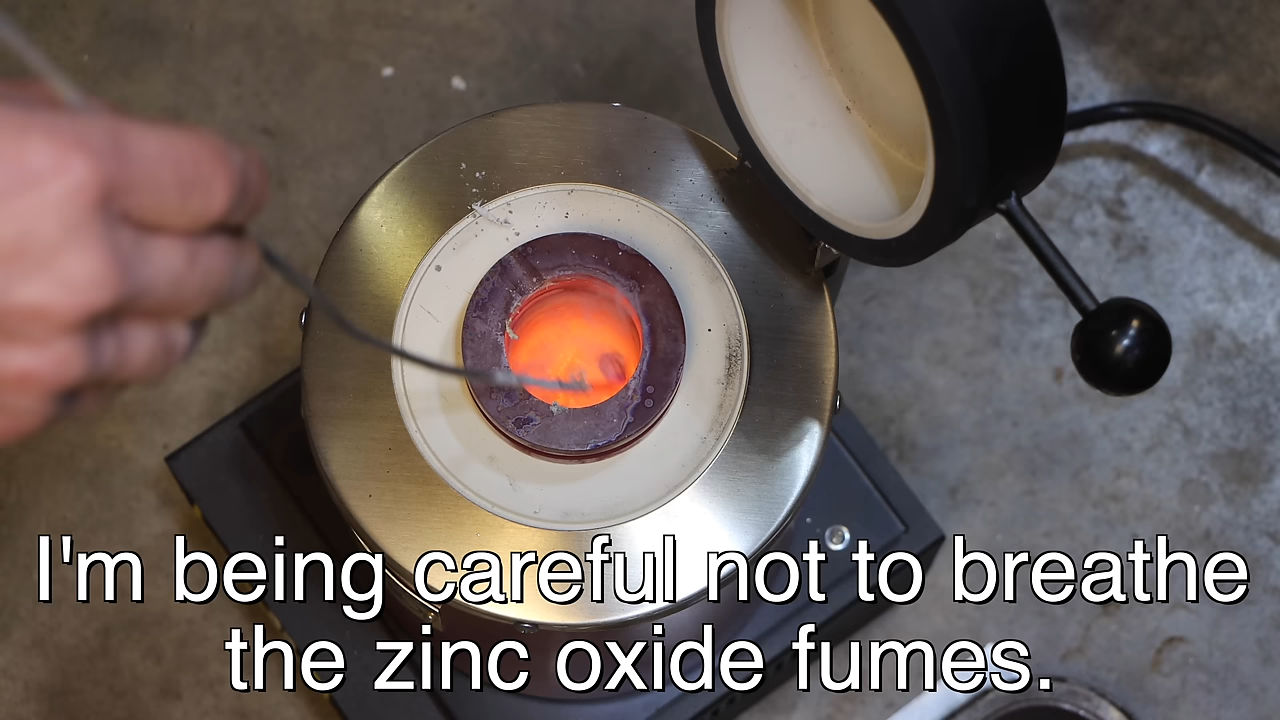 I'm being careful not to breathe
the zinc oxide fumes.